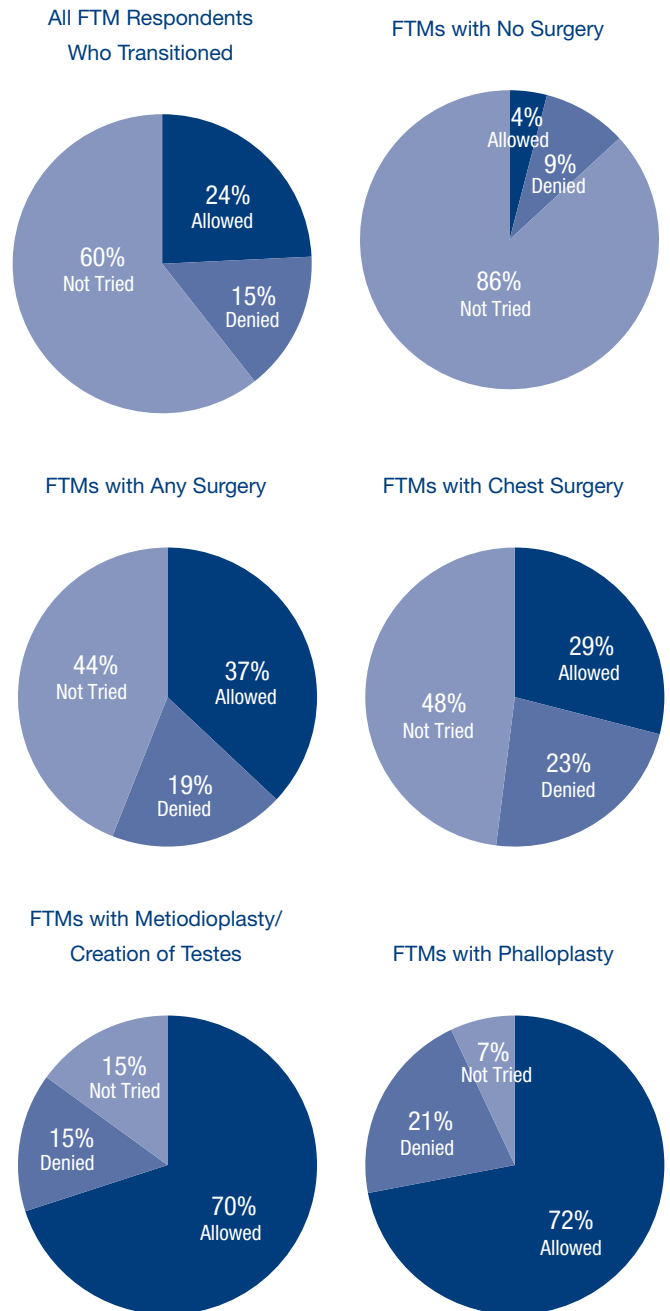 All FTM Respondents
Who Transitioned
24%
Allowed
15%
Denied
60%
Not Tried
FTMs with No Surgery
4%
Allowed
9%
Denied
86%
Not Tried
FTMs with Any Surgery
37%
Allowed
19%
Denied
44%
Not Tried
FTMs with Chest Surgery
29%
Allowed
23%
Denied
48%
Not Tried
FTMs with Metiodioplasty/
Creation of Testes
15%
Not Tried
15%
Denied
70%
Allowed
FTMs with Phalloplasty
7%
Not Tried
21%
Denied
72%
Allowed